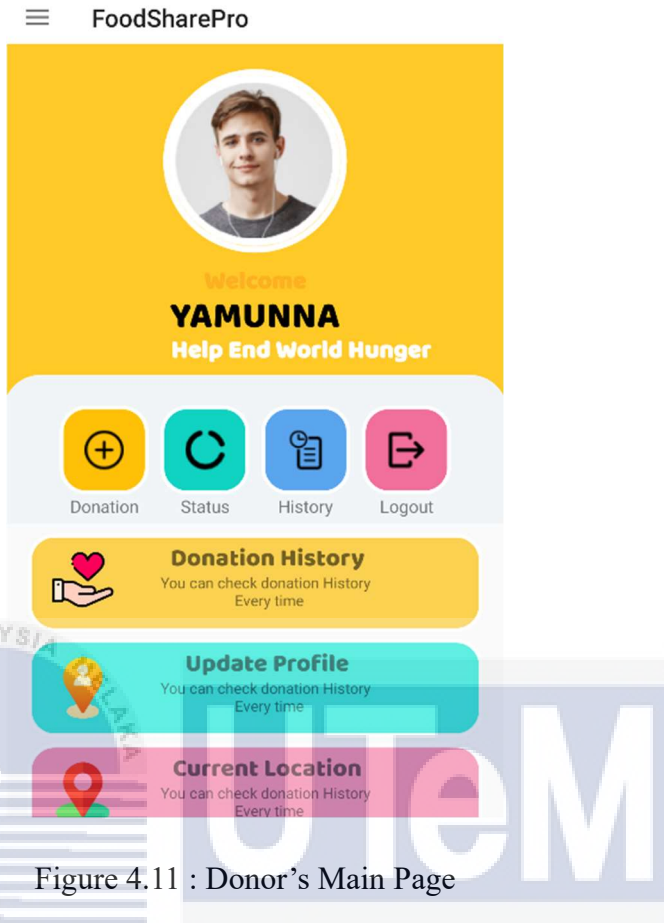 FoodSharePro
Welcome
YAMUNNA
Help End World Hunger
Donation Status History Logout
Donation History
You can check donation History
Every time
Update Profile
You can check donation History
Every time
Current Location
You can check donation History
Every time
UTeM
Figure 4.11 : Donor’s Main Page